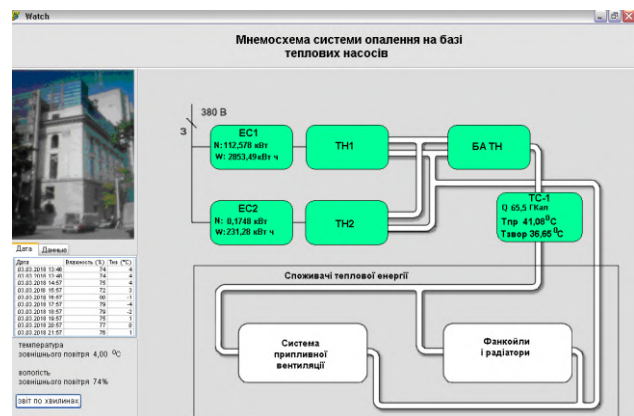 Watch
Мнемосхема системи опалення на базі
теплових насосів
380 В
3
ЕС1
N: 112,578 кВт
W: 2853,49кВт ч
ТН1
БА ТН
ЕС2
N: 0,1748 кВт
W: 231,28 кВт ч
ТН2
ТС-1
Q 65,5 ГКал
Тпр 41,08⁰С
Тзвор 36,65 ⁰С
Дата Данные
Дата Влажность (%) Тнз (°C)
03.03.2018 13:46 74 4
03.03.2018 13:48 74 4
03.03.2018 14:57 75 4
03.03.2018 15:57 72 3
03.03.2018 16:57 -1
03.03.2018 17:57 79 -4
03.03.2018 18:57 79 -2
03.03.2018 19:57 75 1
03.03.2018 20:57 77 0
03.03.2018 21:57 76 1
Споживачі теплової енергії
Система
припливної
вентиляції
Фанкойли
і радіатори
температура
зовнішнього повітря 4,00 ⁰С
вологість
зовнішнього повітря 74%
звіт по хвилинах